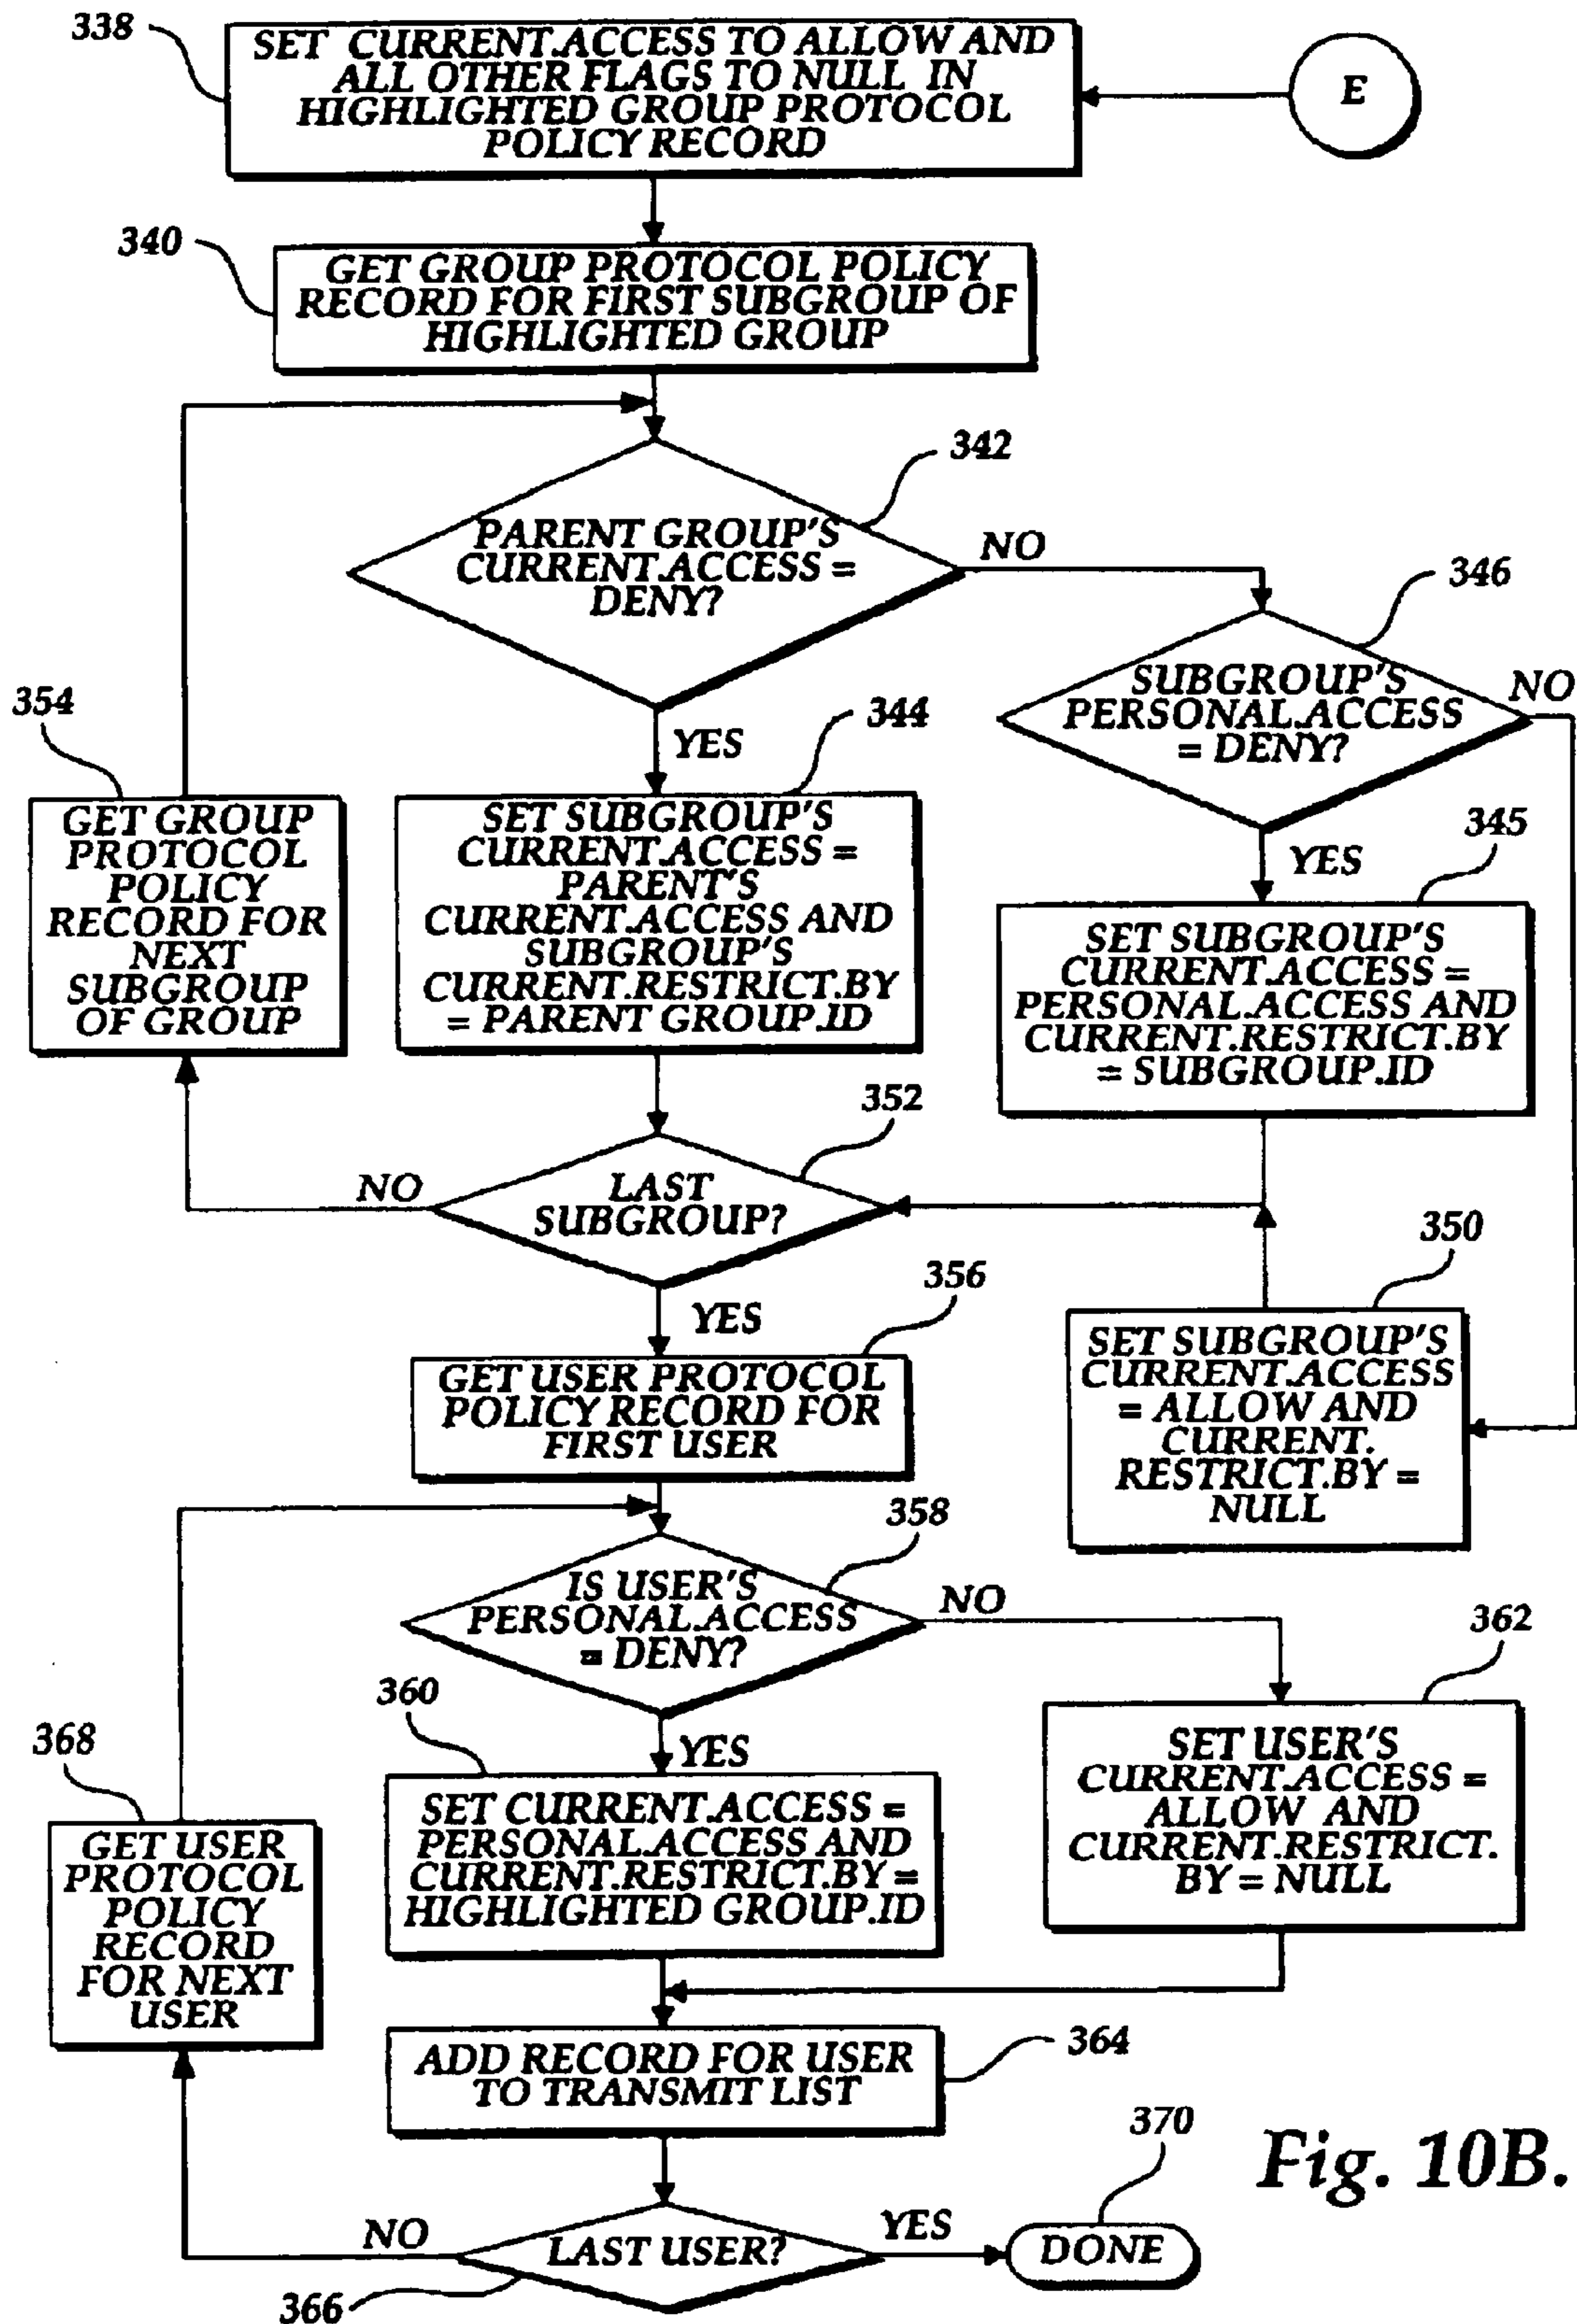 338
SET CURRENT.ACCESS TO ALLOW AND
ALL OTHER FLAGS TO NULL IN
HIGHLIGHTED GROUP PROTOCOL
POLICY RECORD
E
340
GET GROUP PROTOCOL POLICY
RECORD FOR FIRST SUBGROUP OF
HIGHLIGHTED GROUP
342
PARENT GROUP'S
CURRENT.ACCESS =
DENY?
NO
346
SUBGROUP'S
PERSONAL.ACCESS
= DENY?
NO
354
GET GROUP
PROTOCOL
POLICY
RECORD FOR
NEXT
SUBGROUP
OF GROUP
YES
344
SET SUBGROUP'S
CURRENT.ACCESS =
PARENT'S
CURRENT.ACCESS AND
SUBGROUP'S
CURRENT.RESTRICT.BY
= PARENT GROUP.ID
YES
345
SET SUBGROUP'S
CURRENT.ACCESS =
PERSONAL.ACCESS AND
CURRENT.RESTRICT.BY
= SUBGROUP.ID
352
LAST
SUBGROUP?
NO
YES
350
SET SUBGROUP'S
CURRENT.ACCESS
= ALLOW AND
CURRENT.
RESTRICT.BY =
NULL
356
GET USER PROTOCOL
POLICY RECORD FOR
FIRST USER
358
IS USER'S
PERSONAL.ACCESS
= DENY?
NO
362
SET USER'S
CURRENT.ACCESS =
ALLOW AND
CURRENT.RESTRICT.
BY = NULL
360
YES
SET CURRENT.ACCESS =
PERSONAL.ACCESS AND
CURRENT.RESTRICT.BY =
HIGHLIGHTED GROUP.ID
368
GET USER
PROTOCOL
POLICY
RECORD
FOR NEXT
USER
ADD RECORD FOR USER
TO TRANSMIT LIST
364
LAST USER?
366
NO
YES
370
DONE
Fig. 10B.